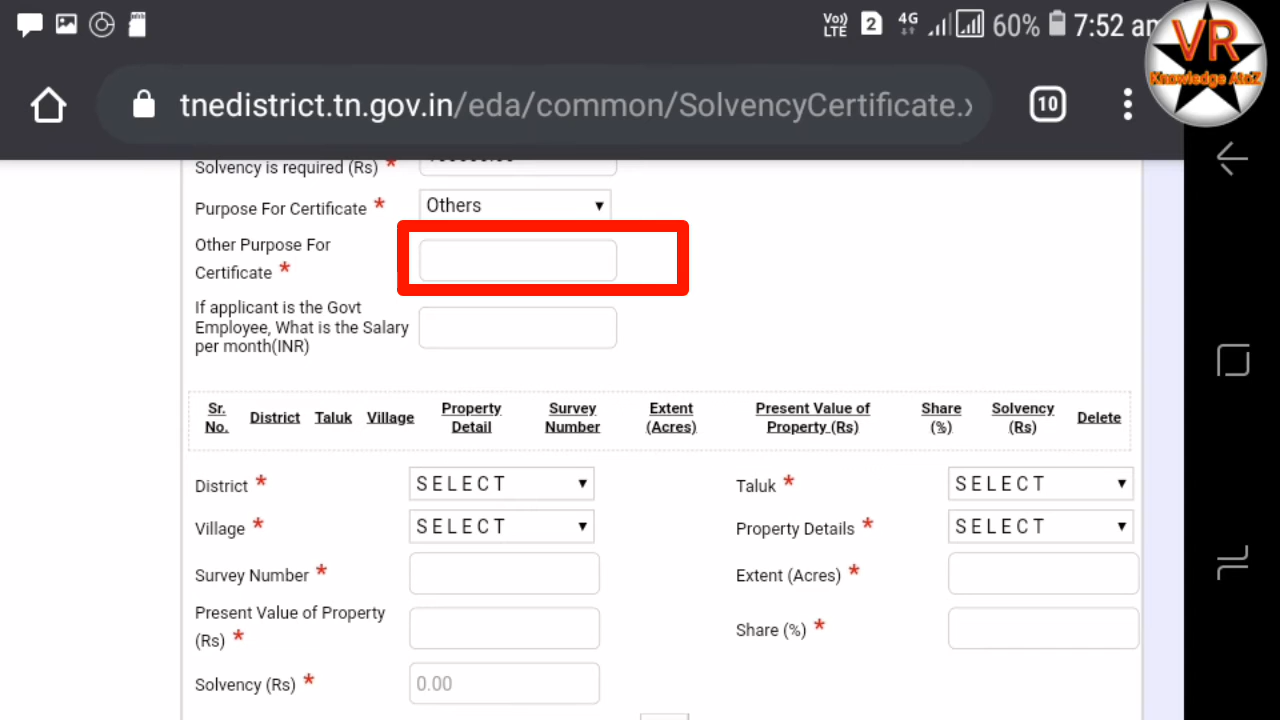 Vo)) LTE 2 4G 60% 7:52 am
VR
Knowledge AtoZ
tnedistrict.tn.gov.in/eda/common/SolvencyCertificate.x
10
Solvency is required (Rs) *
Purpose For Certificate * Others
Other Purpose For
Certificate *
If applicant is the Govt
Employee, What is the Salary
per month(INR)
Sr. No. District Taluk Village Property Detail Survey Number Extent (Acres) Present Value of Property (Rs) Share (%) Solvency (Rs) Delete
District * SELECT Taluk * SELECT
Village * SELECT Property Details * SELECT
Survey Number * Extent (Acres) *
Present Value of Property
(Rs) * Share (%) *
Solvency (Rs) * 0.00